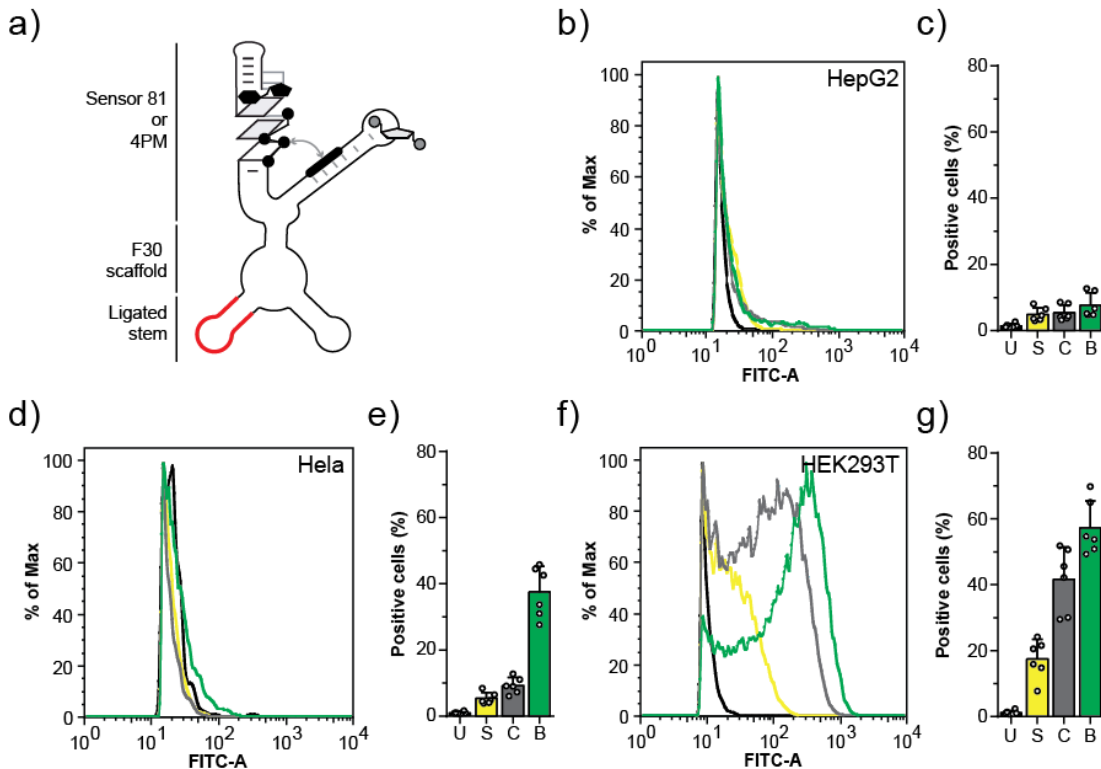 a)
Sensor 81
or
4PM
F30
scaffold
Ligated
stem
b)
HepG2
% of Max
100
80
60
40
20
0
10^0
10^1
10^2
10^3
10^4
FITC-A
c)
Positive cells (%)
80
60
40
20
0
U S C B
d)
Hela
% of Max
100
80
60
40
20
0
10^0
10^1
10^2
10^3
10^4
FITC-A
e)
Positive cells (%)
80
60
40
20
0
U S C B
f)
HEK293T
% of Max
100
80
60
40
20
0
10^0
10^1
10^2
10^3
10^4
FITC-A
g)
Positive cells (%)
80
60
40
20
0
U S C B